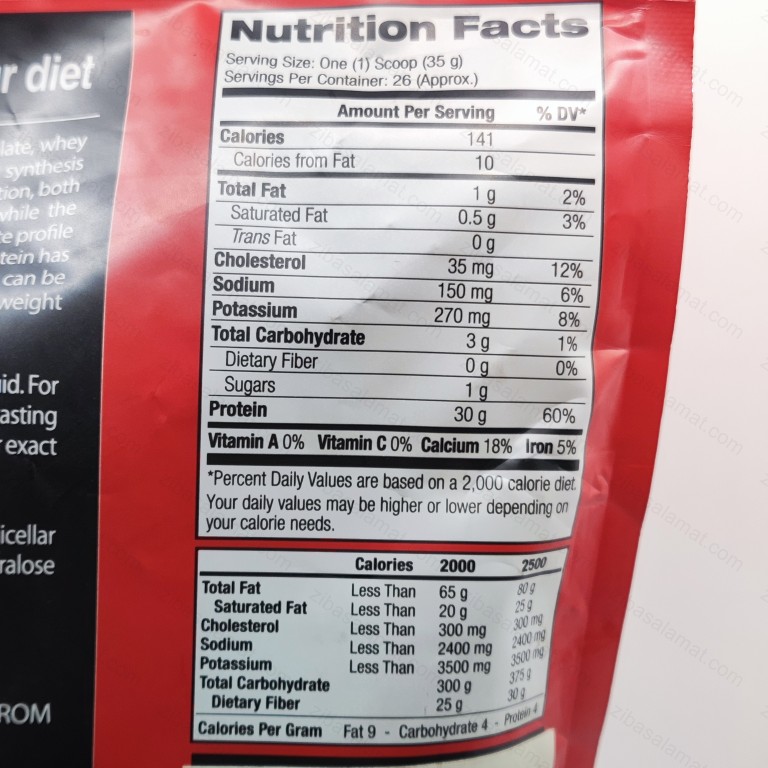 r diet
late, whey
synthesis
tion, both
while the
e profile
tein has
can be
weight
id. For
asting
exact
icellar
ralose
ROM
Nutrition Facts
Serving Size: One (1) Scoop (35 g)
Servings Per Container: 26 (Approx.)
Amount Per Serving % DV*
Calories 141
Calories from Fat 10
Total Fat 1 g 2%
Saturated Fat 0.5 g 3%
Trans Fat 0 g
Cholesterol 35 mg 12%
Sodium 150 mg 6%
Potassium 270 mg 8%
Total Carbohydrate 3 g 1%
Dietary Fiber 0 g 0%
Sugars 1 g
Protein 30 g 60%
Vitamin A 0% Vitamin C 0% Calcium 18% Iron 5%
*Percent Daily Values are based on a 2,000 calorie diet.
Your daily values may be higher or lower depending on
your calorie needs.
Calories 2000 2500
Total Fat Less Than 65 g 80 g
Saturated Fat Less Than 20 g 25 g
Cholesterol Less Than 300 mg 300 mg
Sodium Less Than 2400 mg 2400 mg
Potassium Less Than 3500 mg 3500 mg
Total Carbohydrate 300 g 375 g
Dietary Fiber 25 g 30 g
Calories Per Gram Fat 9 - Carbohydrate 4 - Protein 4
zibasalamat.com